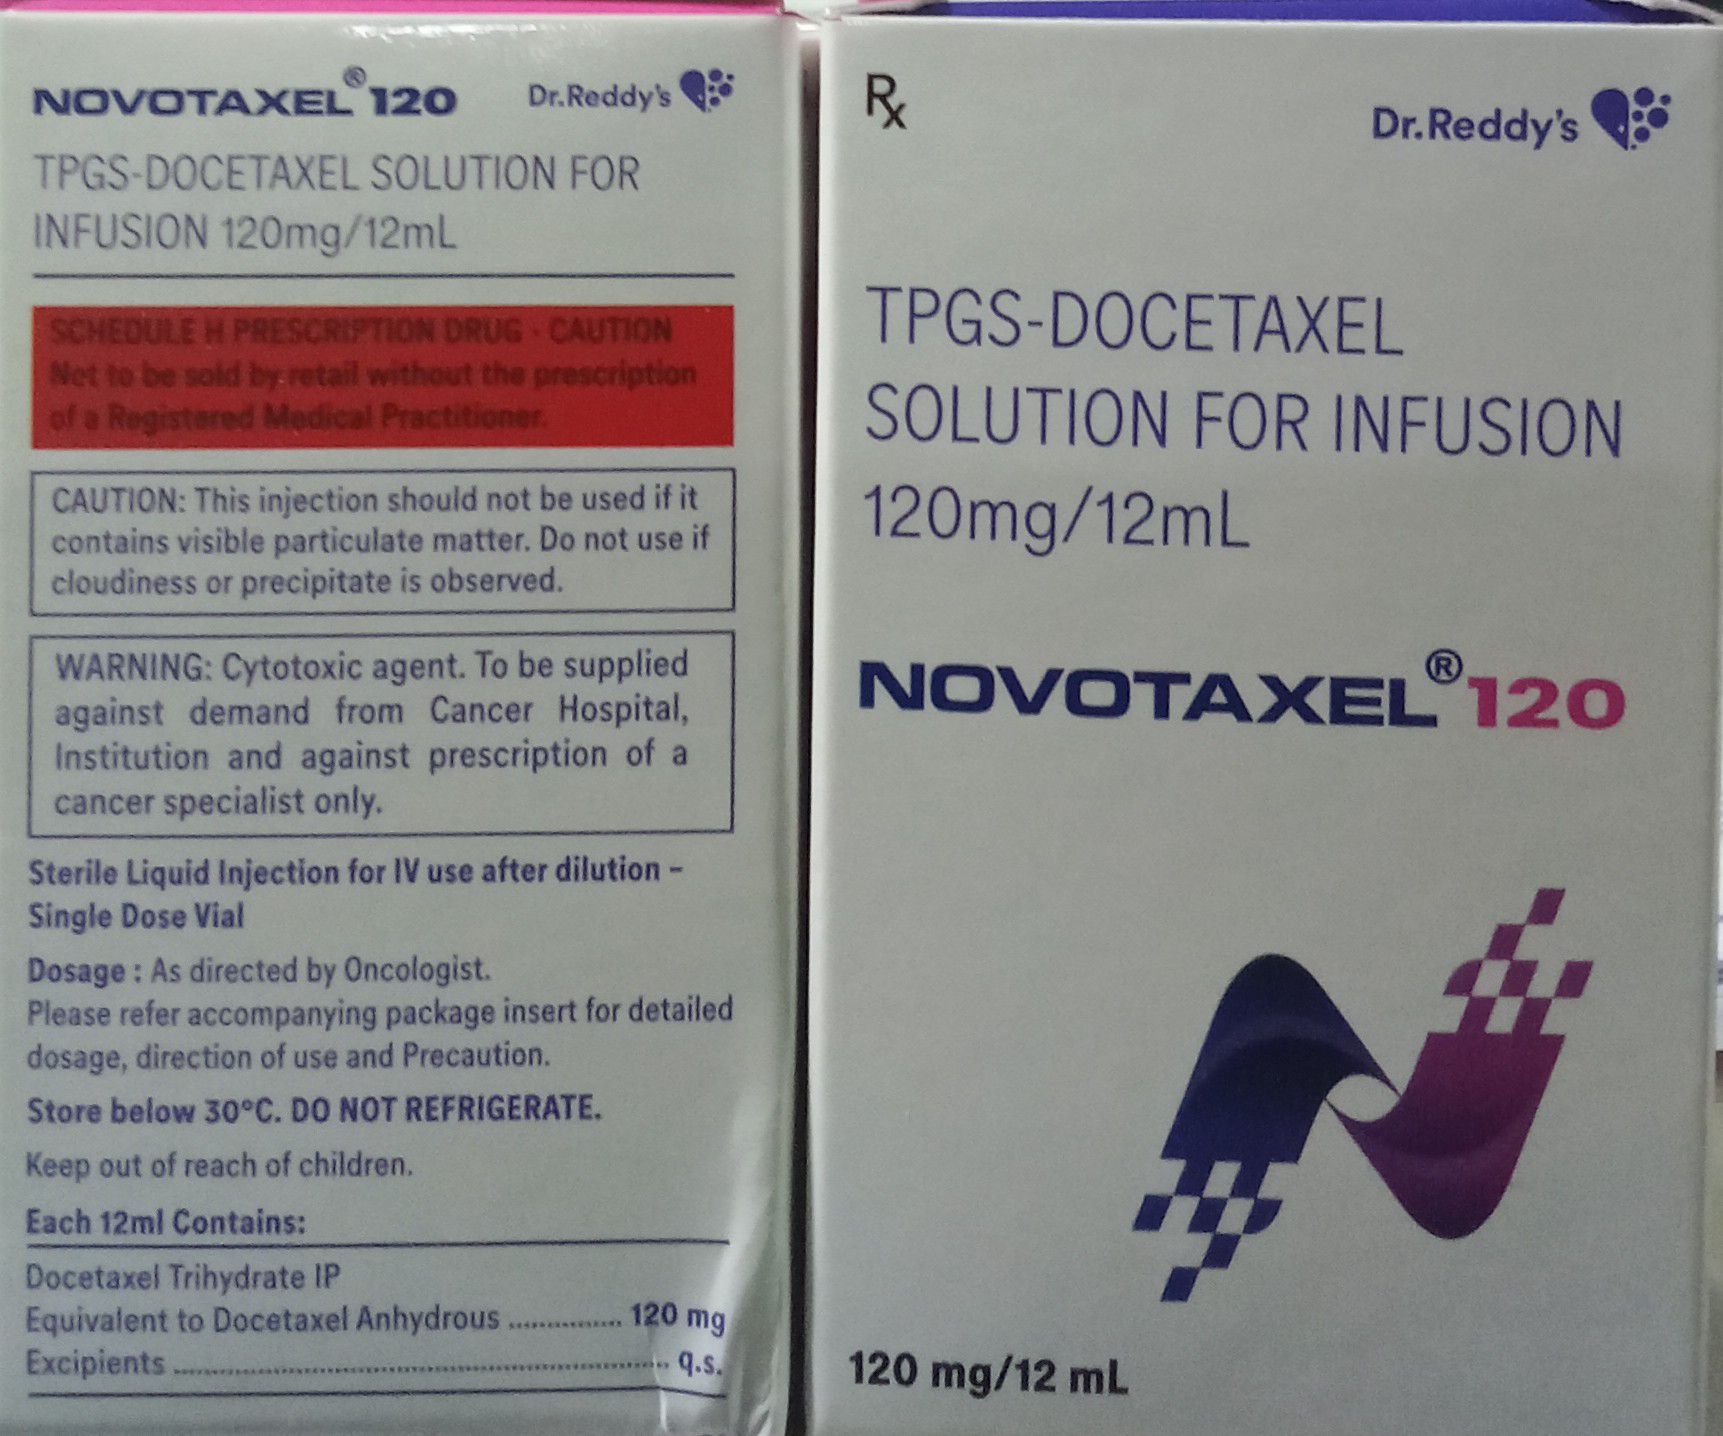 NOVOTAXEL® 120 Dr.Reddy's
TPGS-DOCETAXEL SOLUTION FOR
INFUSION 120mg/12mL
SCHEDULE H PRESCRIPTION DRUG - CAUTION
Not to be sold by retail without the prescription
of a Registered Medical Practitioner.
CAUTION: This injection should not be used if it
contains visible particulate matter. Do not use if
cloudiness or precipitate is observed.
WARNING: Cytotoxic agent. To be supplied
against demand from Cancer Hospital,
Institution and against prescription of a
cancer specialist only.
Sterile Liquid Injection for IV use after dilution –
Single Dose Vial
Dosage : As directed by Oncologist.
Please refer accompanying package insert for detailed
dosage, direction of use and Precaution.
Store below 30°C. DO NOT REFRIGERATE.
Keep out of reach of children.
Each 12ml Contains:
Docetaxel Trihydrate IP
Equivalent to Docetaxel Anhydrous ............... 120 mg
Excipients ................................................ q.s.
Rx
Dr.Reddy's
TPGS-DOCETAXEL
SOLUTION FOR INFUSION
120mg/12mL
NOVOTAXEL® 120
120 mg/12 mL